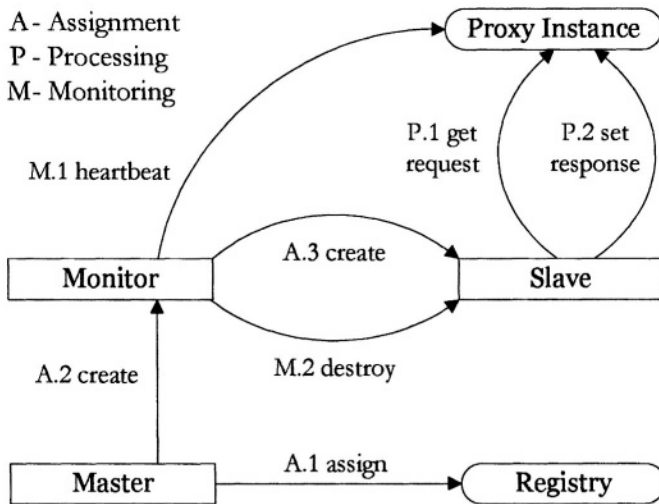 A - Assignment
P - Processing
M- Monitoring
Proxy Instance
P.1 get
request
P.2 set
response
M.1 heartbeat
Monitor
A.3 create
Slave
M.2 destroy
A.2 create
Master
A.1 assign
Registry